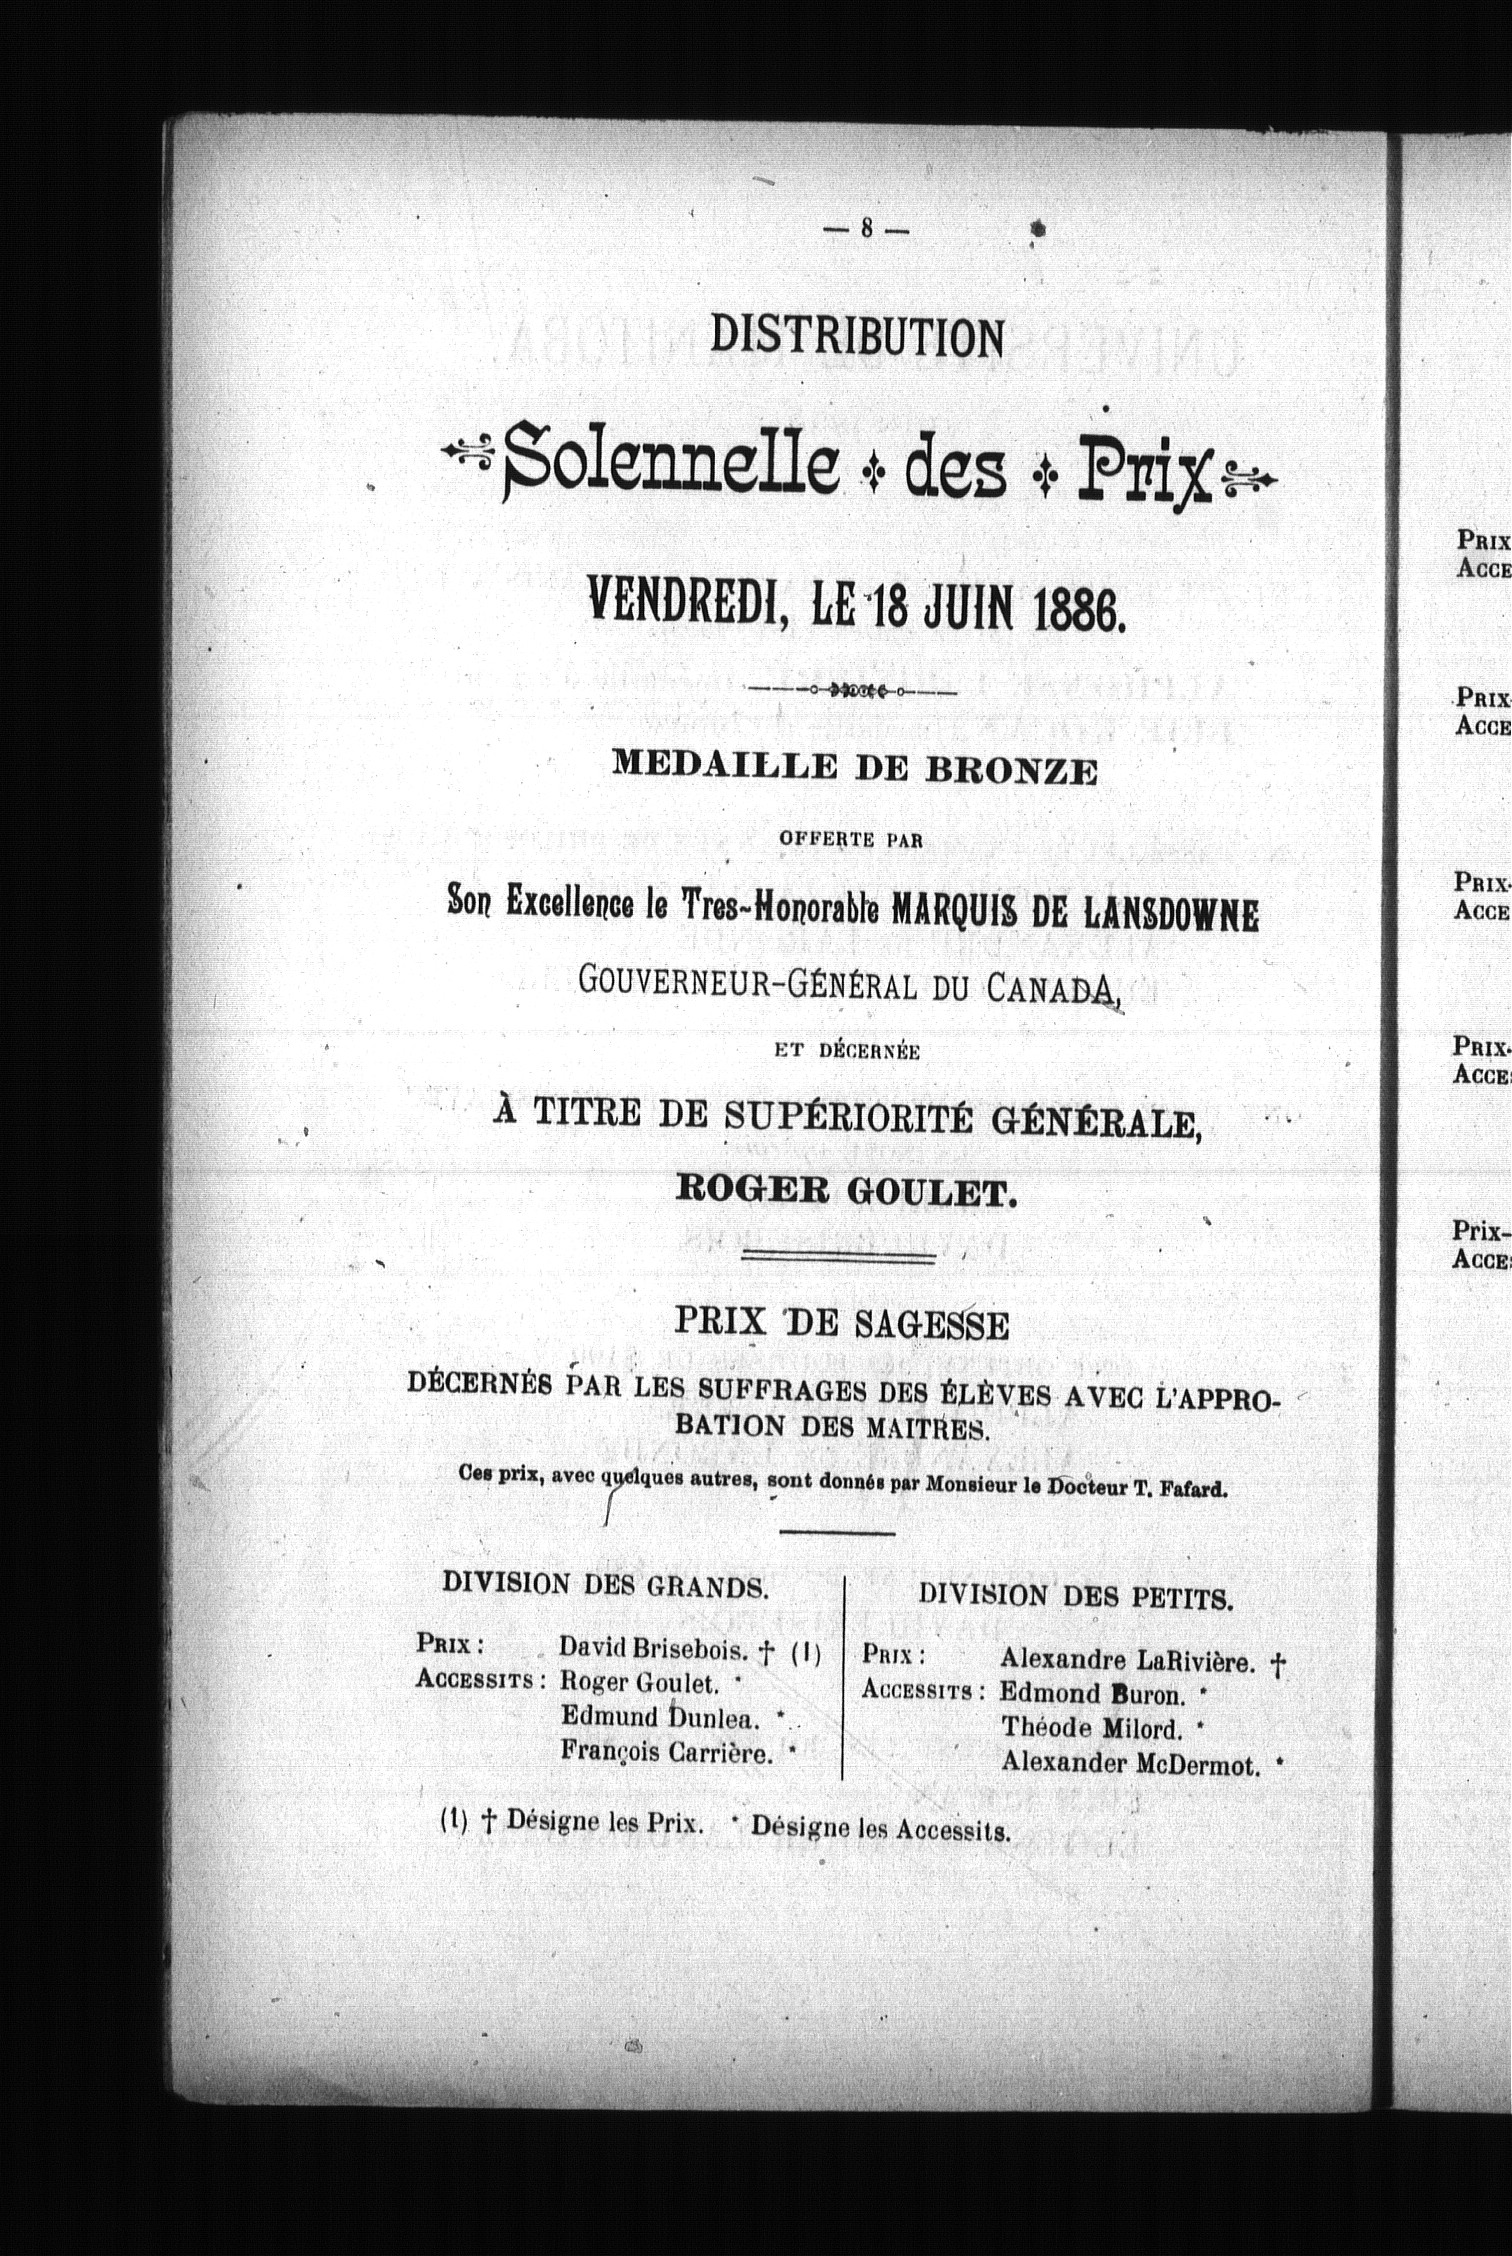 — 8 —
DISTRIBUTION
Solennelle des Prix
VENDREDI, LE 18 JUIN 1886.
MEDAILLE DE BRONZE
OFFERTE PAR
Son Excellence le Tres-Honorable MARQUIS DE LANSDOWNE
GOUVERNEUR-GÉNÉRAL DU CANADA,
ET DÉCERNÉE
À TITRE DE SUPÉRIORITÉ GÉNÉRALE,
ROGER GOULET.
PRIX DE SAGESSE
DÉCERNÉS PAR LES SUFFRAGES DES ÉLÈVES AVEC L'APPRO-
BATION DES MAITRES.
Ces prix, avec quelques autres, sont donnés par Monsieur le Docteur T. Fafard.
DIVISION DES GRANDS.
PRIX : David Brisebois. † (1)
ACCESSITS : Roger Goulet. *
Edmund Dunlea. *
François Carrière. *
DIVISION DES PETITS.
PRIX : Alexandre LaRivière. †
ACCESSITS : Edmond Buron. *
Théode Milord. *
Alexander McDermot. *
(1) † Désigne les Prix. * Désigne les Accessits.
PRIX
ACCE
PRIX-
ACCE
PRIX-
ACCE
PRIX-
ACCES
Prix-
ACCES